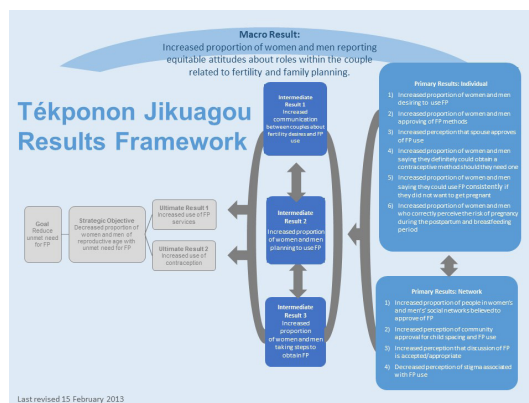 Macro Result:
Increased proportion of women and men reporting
equitable attitudes about roles within the couple
related to fertility and family planning.
Tékponon Jikuagou
Results Framework
Goal
Reduce
unmet need
for FP
Strategic Objective
Decreased proportion of
women and men of
reproductive age with
unmet need for FP
Ultimate Result 1
Increased use of FP
services
Ultimate Result 2
Increased use of
contraception
Intermediate
Result 1
Increased
communication
between couples about
fertility desires and FP
use
Intermediate
Result 2
Increased proportion
of women and men
planning to use FP
Intermediate
Result 3
Increased
proportion
of women and men
taking steps to
obtain FP
Primary Results: Individual
1) Increased proportion of women and men
desiring to use FP
2) Increased proportion of women and men
approving of FP methods
3) Increased perception that spouse approves
of FP use
4) Increased proportion of women and men
saying they definitely could obtain a
contraceptive method should they need one
5) Increased proportion of women and men
saying they could use FP consistently if
they did not want to get pregnant
6) Increased proportion of women and men
who correctly perceive the risk of pregnancy
during the postpartum and breastfeeding
period
Primary Results: Network
1) Increased proportion of people in women's
and men's' social networks believed to
approve of FP
2) Increased perception of community
approval for child spacing and FP use
3) Increased perception that discussion of FP
is accepted/appropriate
4) Decreased perception of stigma associated
with FP use
Last revised 15 February 2013